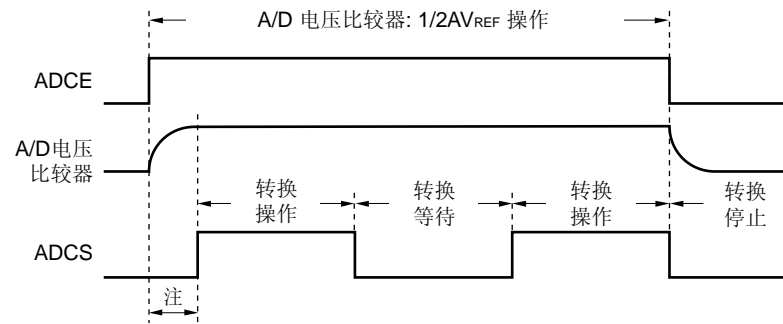 A/D 电压比较器: 1/2AVREF 操作
ADCE
A/D电压
比较器
转换
操作
转换
等待
转换
操作
转换
停止
ADCS
注